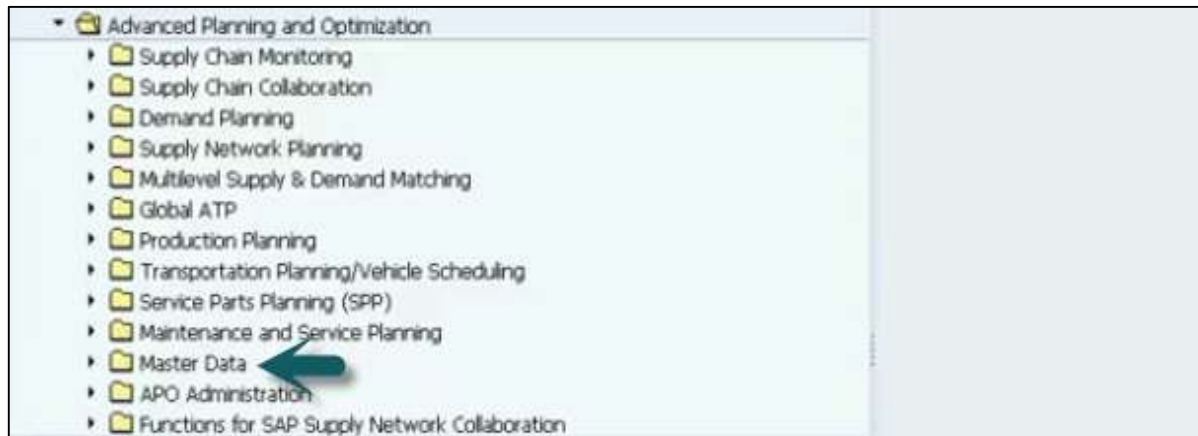 Advanced Planning and Optimization
Supply Chain Monitoring
Supply Chain Collaboration
Demand Planning
Supply Network Planning
Multilevel Supply & Demand Matching
Global ATP
Production Planning
Transportation Planning/Vehicle Scheduling
Service Parts Planning (SPP)
Maintenance and Service Planning
Master Data
APO Administration
Functions for SAP Supply Network Collaboration